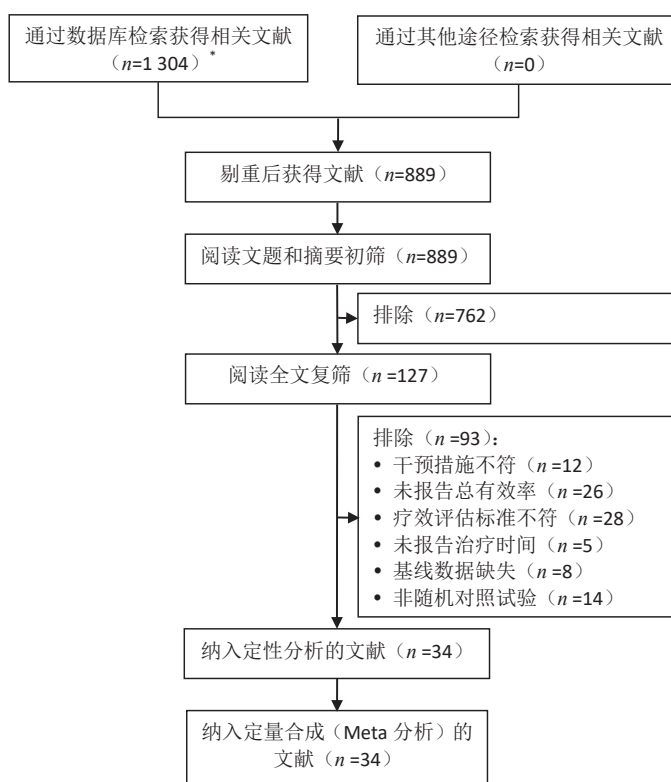 通过数据库检索获得相关文献
（n=1 304）*
通过其他途径检索获得相关文献
（n=0）
剔重后获得文献（n=889）
阅读文题和摘要初筛（n=889）
排除（n=762）
阅读全文复筛（n =127）
排除（n =93）：
• 干预措施不符（n =12）
• 未报告总有效率（n =26）
• 疗效评估标准不符（n =28）
• 未报告治疗时间（n =5）
• 基线数据缺失（n =8）
• 非随机对照试验（n =14）
纳入定性分析的文献（n =34）
纳入定量合成（Meta 分析）的
文献（n =34）